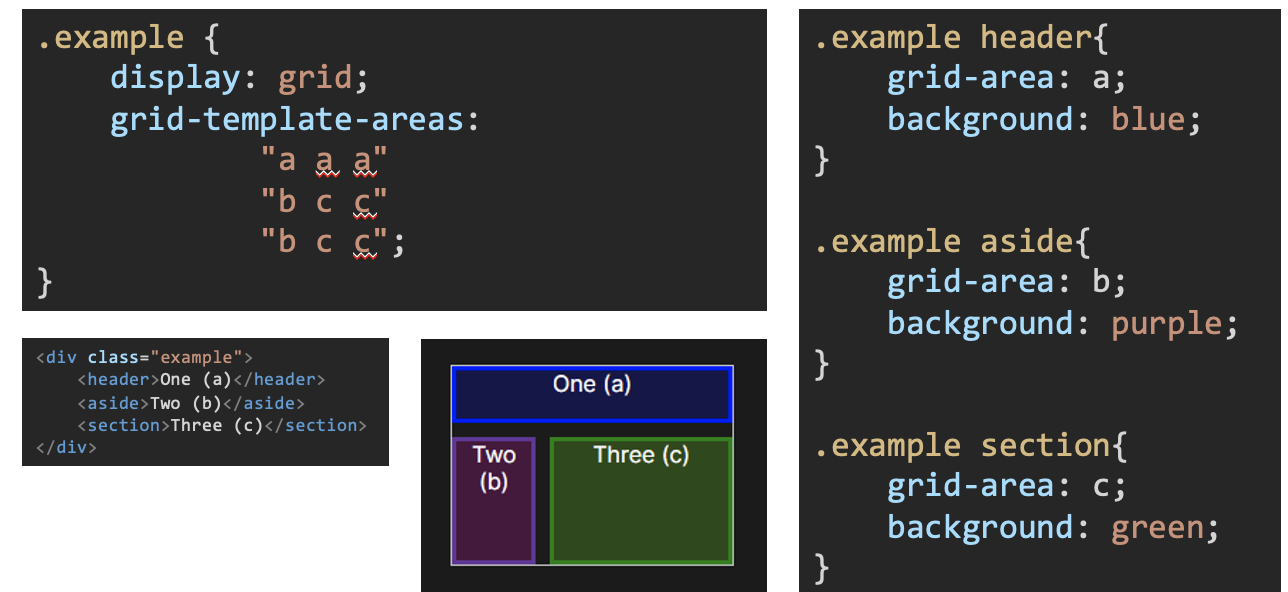 .example {
    display: grid;
    grid-template-areas:
            "a a a"
            "b c c"
            "b c c";
}
<div class="example">
    <header>One (a)</header>
    <aside>Two (b)</aside>
    <section>Three (c)</section>
</div>
One (a)
Two
(b)
Three (c)
.example header{
    grid-area: a;
    background: blue;
}
.example aside{
    grid-area: b;
    background: purple;
}
.example section{
    grid-area: c;
    background: green;
}